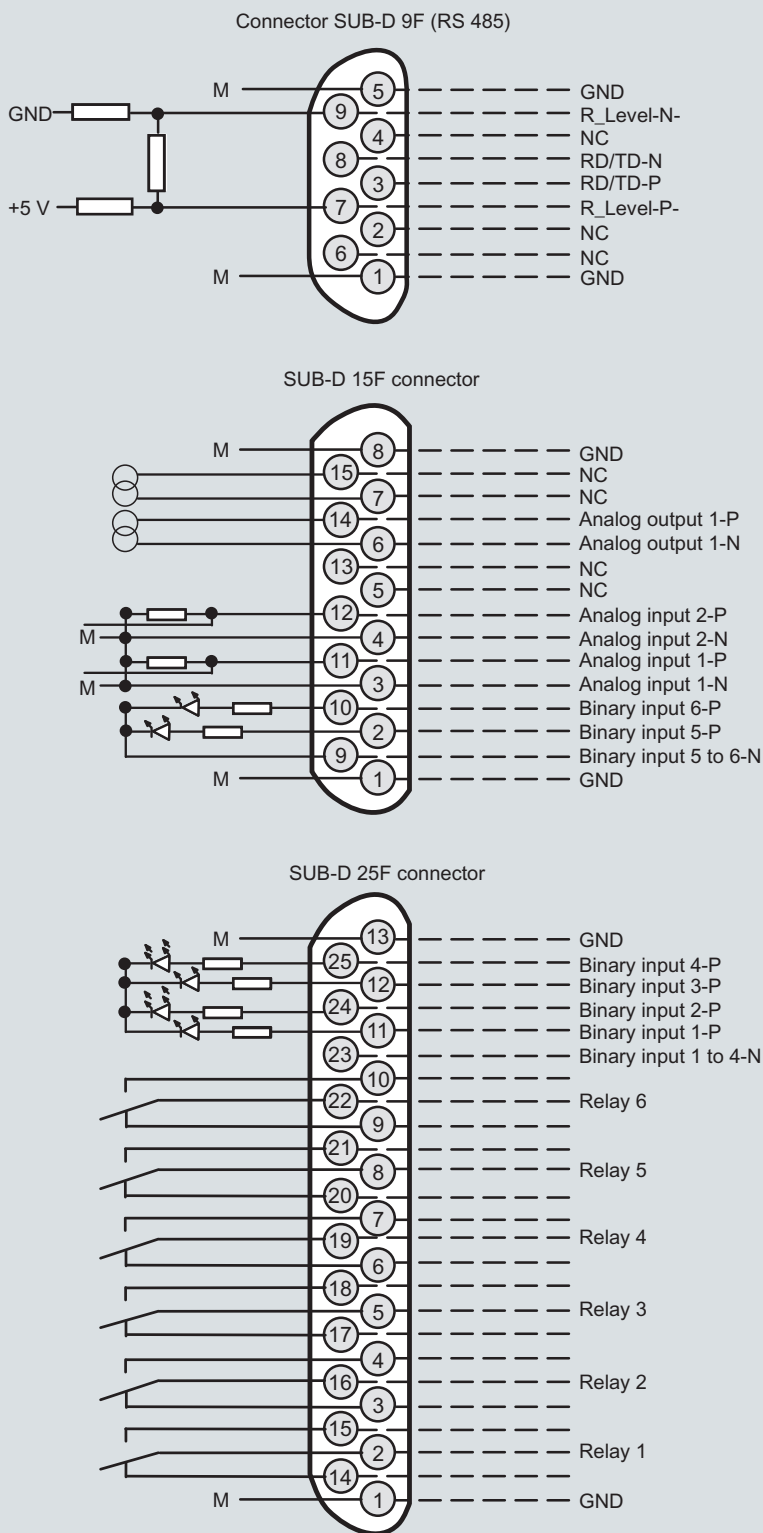 Connector SUB-D 9F (RS 485)
M 5 GND
GND 9 R_Level-N-
4 NC
8 RD/TD-N
3 RD/TD-P
+5 V 7 R_Level-P-
2 NC
6 NC
M 1 GND
SUB-D 15F connector
M 8 GND
15 NC
7 NC
14 Analog output 1-P
6 Analog output 1-N
13 NC
5 NC
12 Analog input 2-P
M 4 Analog input 2-N
11 Analog input 1-P
M 3 Analog input 1-N
10 Binary input 6-P
2 Binary input 5-P
9 Binary input 5 to 6-N
M 1 GND
SUB-D 25F connector
M 13 GND
25 Binary input 4-P
12 Binary input 3-P
24 Binary input 2-P
11 Binary input 1-P
23 Binary input 1 to 4-N
10
22 Relay 6
9
21
8 Relay 5
20
7
19 Relay 4
6
18
5 Relay 3
17
4
16 Relay 2
3
15
2 Relay 1
14
M 1 GND